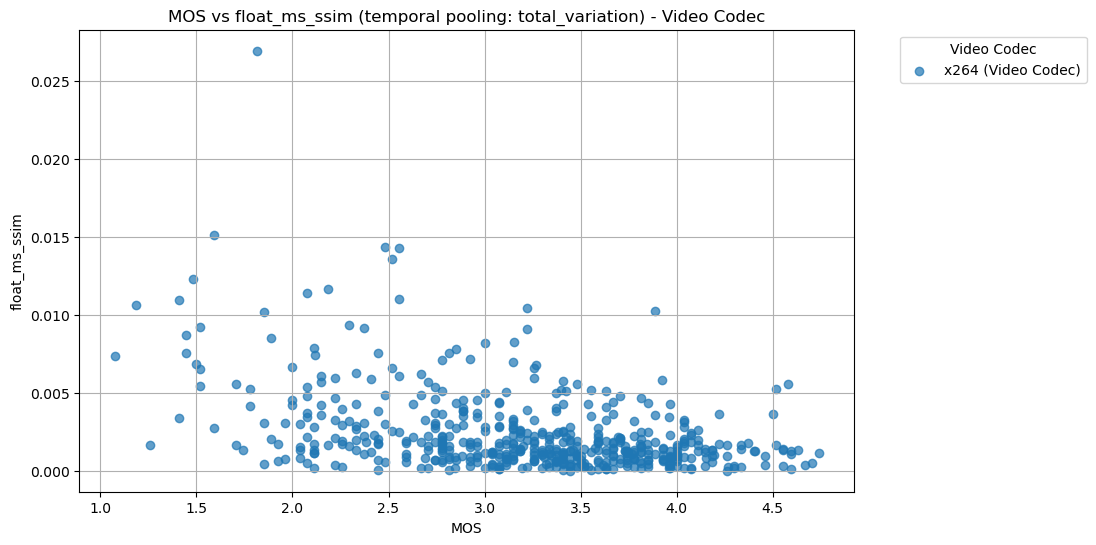 MOS vs float_ms_ssim (temporal pooling: total_variation) - Video Codec
Video Codec
x264 (Video Codec)
float_ms_ssim
0.025
0.020
0.015
0.010
0.005
0.000
1.0 1.5 2.0 2.5 3.0 3.5 4.0 4.5
MOS